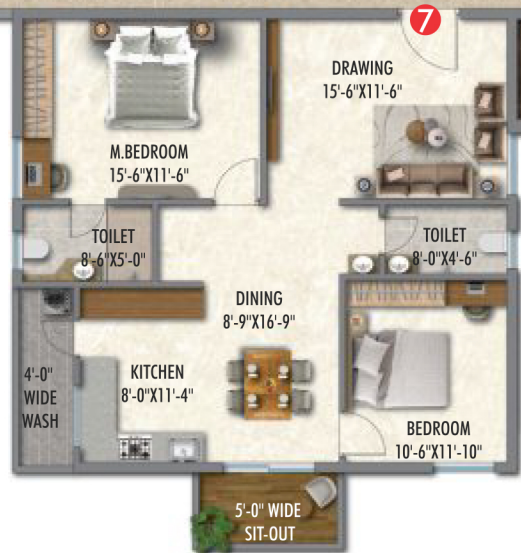 7
DRAWING
15'-6"X11'-6"
M.BEDROOM
15'-6"X11'-6"
TOILET
8'-6"X5'-0"
TOILET
8'-0"X4'-6"
DINING
8'-9"X16'-9"
4'-0"
WIDE
WASH
KITCHEN
8'-0"X11'-4"
BEDROOM
10'-6"X11'-10"
5'-0" WIDE
SIT-OUT